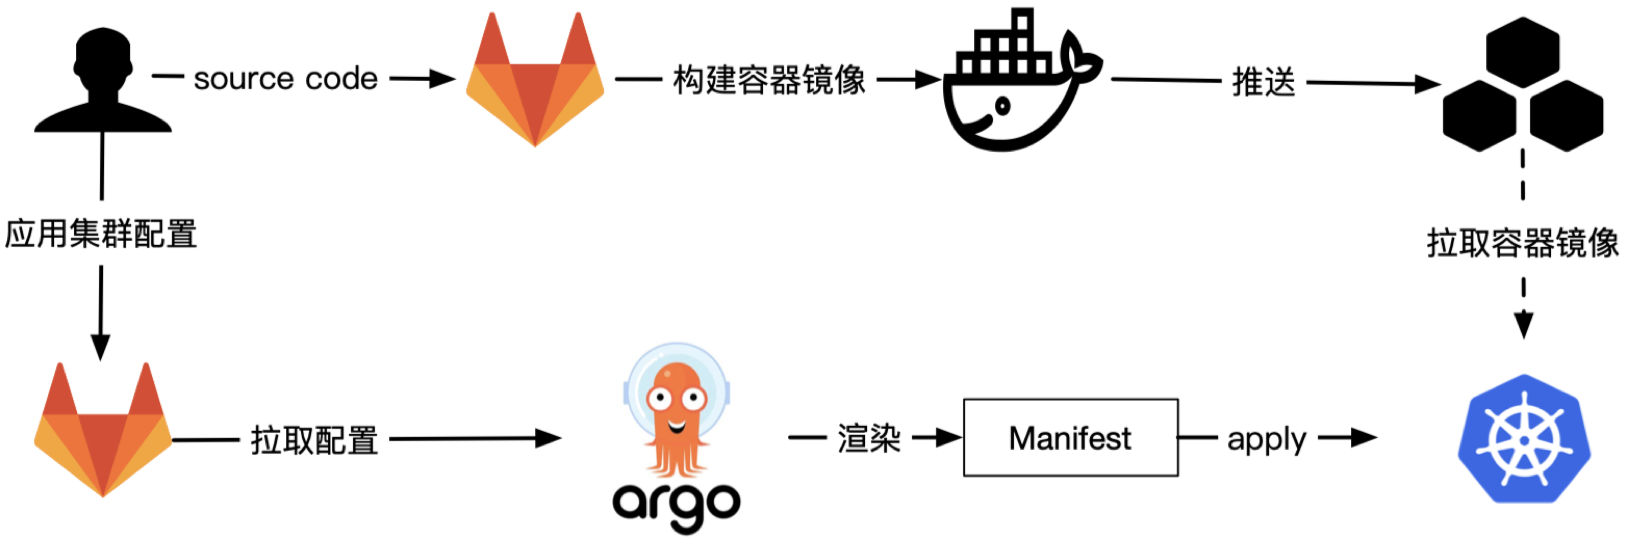 source code
构建容器镜像
推送
应用集群配置
拉取容器镜像
拉取配置
argo
渲染
Manifest
apply